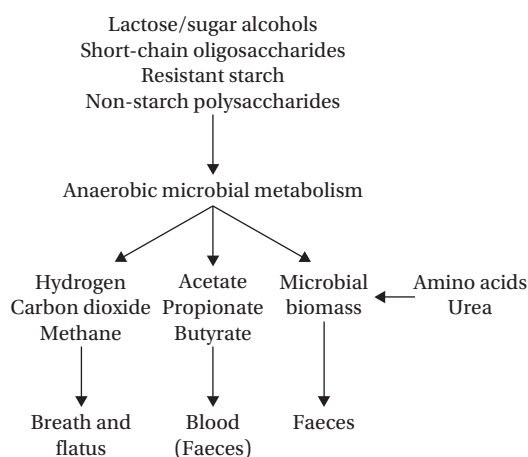 Lactose/sugar alcohols
Short-chain oligosaccharides
Resistant starch
Non-starch polysaccharides
Anaerobic microbial metabolism
Hydrogen
Carbon dioxide
Methane
Acetate
Propionate
Butyrate
Microbial
biomass
Amino acids
Urea
Breath and
flatus
Blood
(Faeces)
Faeces